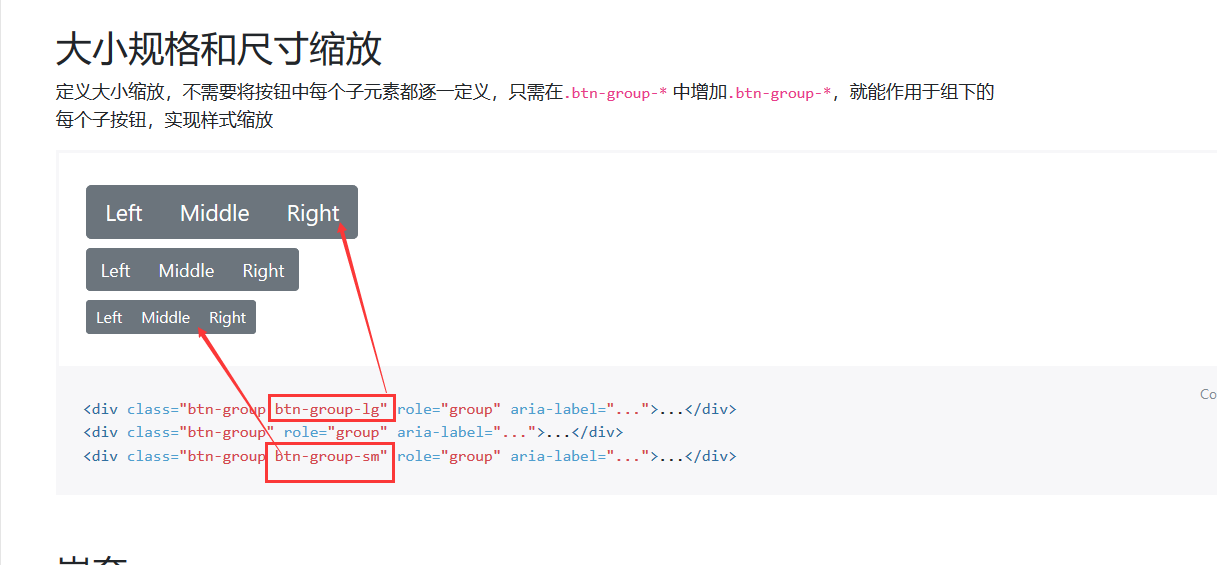 大小规格和尺寸缩放
定义大小缩放，不需要将按钮中每个子元素都逐一定义，只需在.btn-group-* 中增加.btn-group-*，就能作用于组下的
每个子按钮，实现样式缩放
Left Middle Right
Left Middle Right
Left Middle Right
Co
<div class="btn-group btn-group-lg" role="group" aria-label="...">...</div>
<div class="btn-group" role="group" aria-label="...">...</div>
<div class="btn-group btn-group-sm" role="group" aria-label="...">...</div>